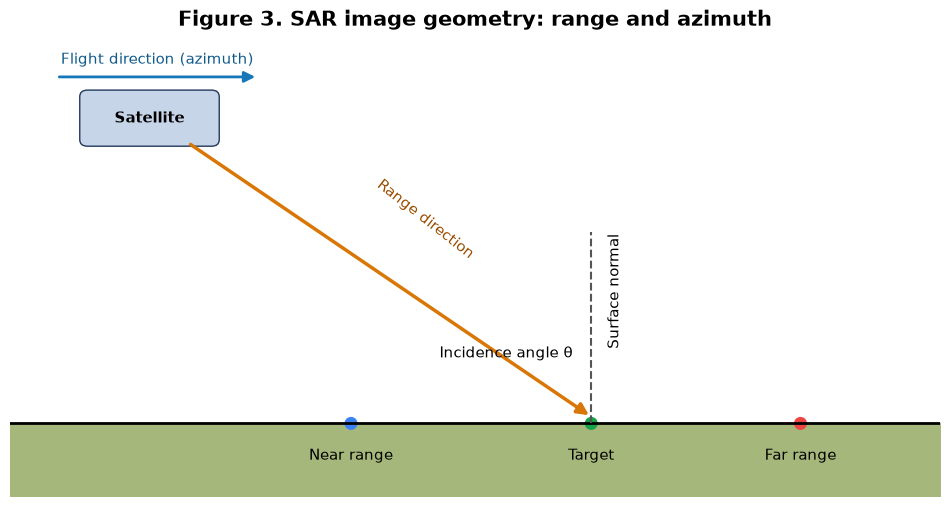 Figure 3. SAR image geometry: range and azimuth
Flight direction (azimuth)
Satellite
Range direction
Surface normal
Incidence angle θ
Near range
Target
Far range